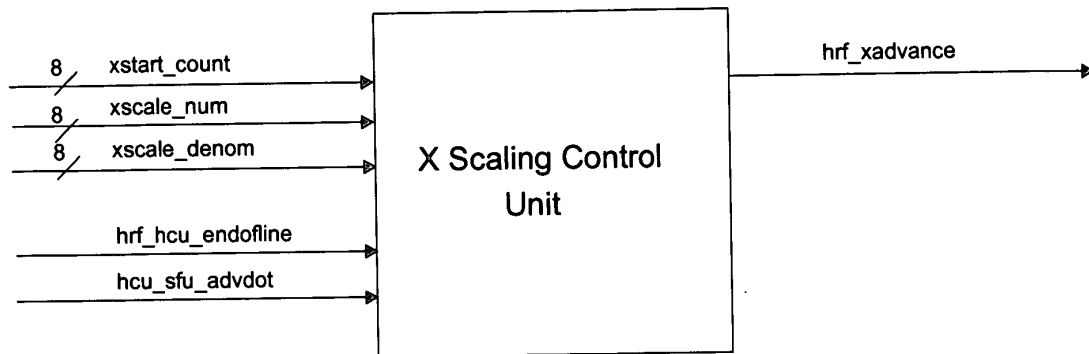 8 xstart_count
8 xscale_num
8 xscale_denom
hrf_hcu_endofline
hcu_sfu_advdot
X Scaling Control
Unit
hrf_xadvance